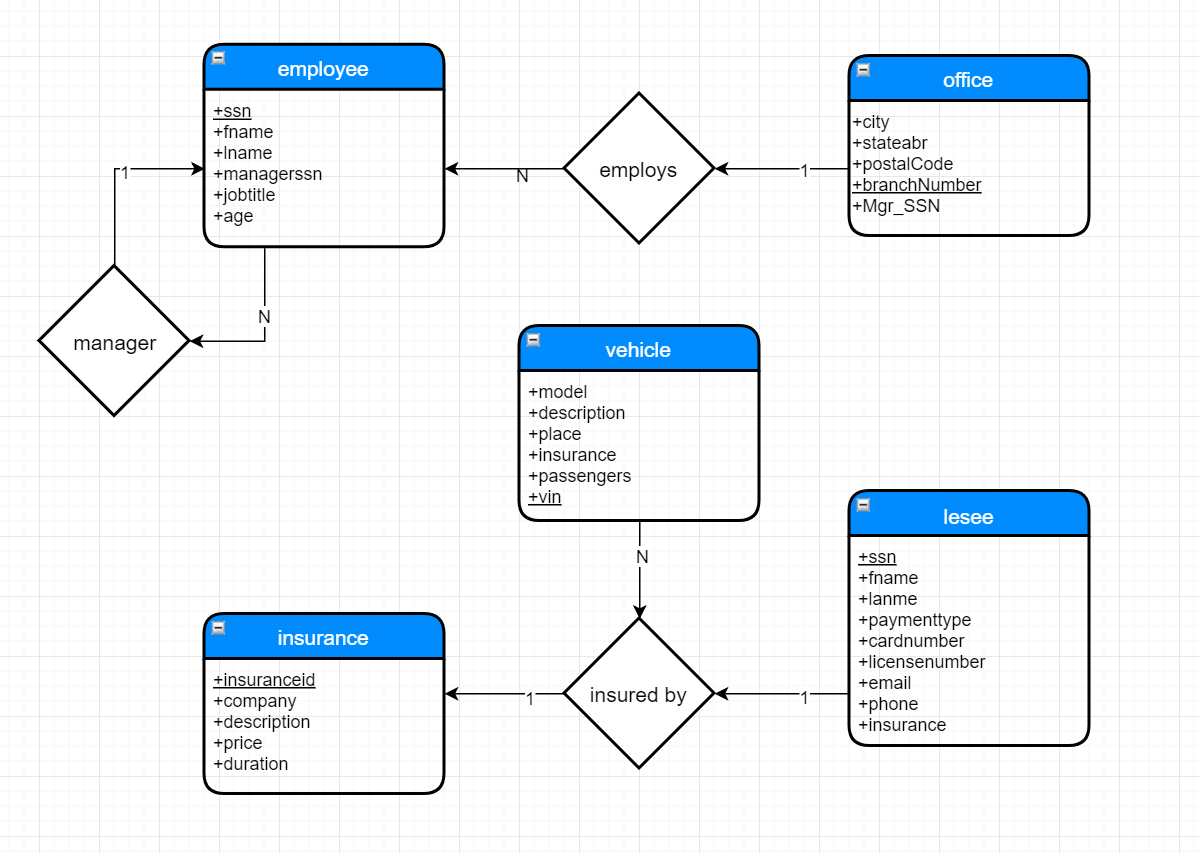 employee
+ssn
+fname
+lname
+managerssn
+jobtitle
+age
office
+city
+stateabr
+postalCode
+branchNumber
+Mgr_SSN
employs
N
1
1
N
manager
vehicle
+model
+description
+place
+insurance
+passengers
+vin
N
lesee
+ssn
+fname
+lanme
+paymenttype
+cardnumber
+licensenumber
+email
+phone
+insurance
insurance
+insuranceid
+company
+description
+price
+duration
1
insured by
1